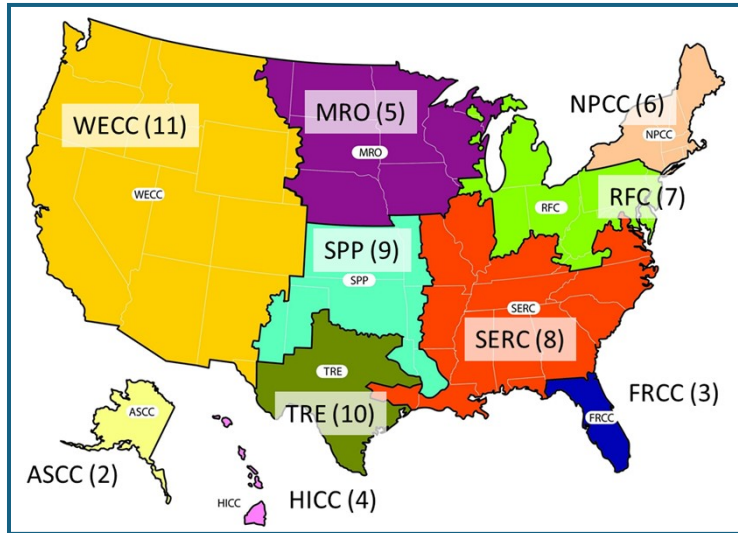 WECC (11)
MRO (5)
NPCC (6)
MRO
NPCC
WECC
RFC (7)
RFC
SPP (9)
SPP
SERC
SERC (8)
TRE
TRE (10)
FRCC (3)
FRCC
ASCC
ASCC (2)
HICC
HICC (4)